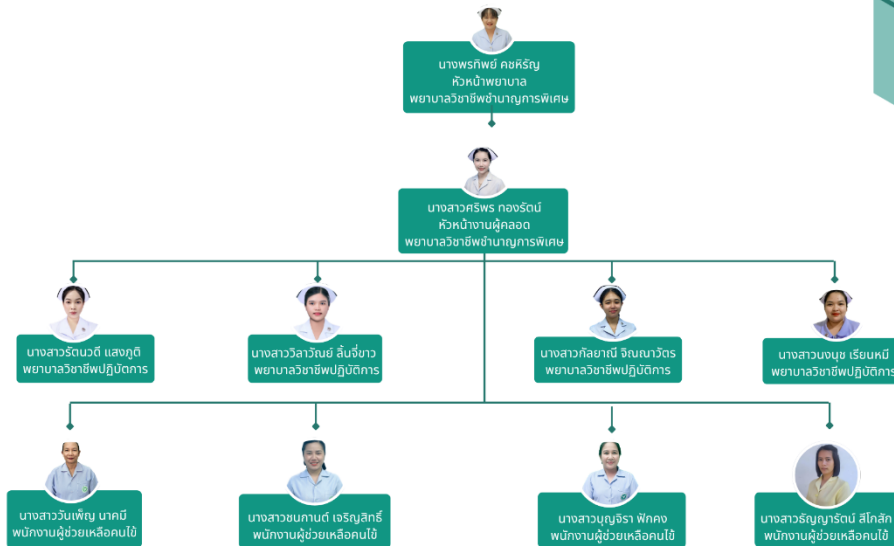 นางพรทิพย์ คชหิรัญ
หัวหน้าพยาบาล
พยาบาลวิชาชีพชำนาญการพิเศษ
นางสาวศริพร ทองรัตน์
หัวหน้างานผู้คลอด
พยาบาลวิชาชีพชำนาญการพิเศษ
นางสาวรัตนวดี แสงภูติ
พยาบาลวิชาชีพปฏิบัติการ
นางสาววิลาวัณย์ ลิ้นจี่ขาว
พยาบาลวิชาชีพปฏิบัติการ
นางสาวกัลยาณี จิณณาวัตร
พยาบาลวิชาชีพปฏิบัติการ
นางสาวนงนุช เรียนหมี
พยาบาลวิชาชีพปฏิบัติการ
นางสาววันเพ็ญ นาคมี
พนักงานผู้ช่วยเหลือคนไข้
นางสาวชนกานต์ เจริญสิทธิ์
พนักงานผู้ช่วยเหลือคนไข้
นางสาวบุญจิรา ฟักคง
พนักงานผู้ช่วยเหลือคนไข้
นางสาวธัญญารัตน์ สีโกสัก
พนักงานผู้ช่วยเหลือคนไข้